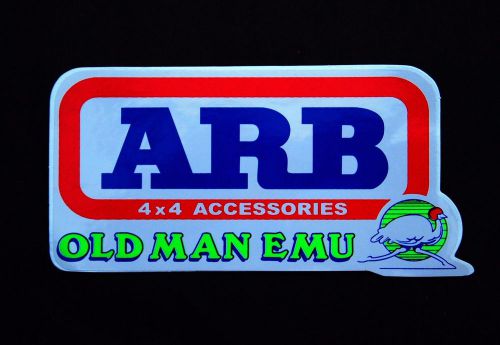 ARB
4x4 ACCESSORIES
OLD MAN EMU